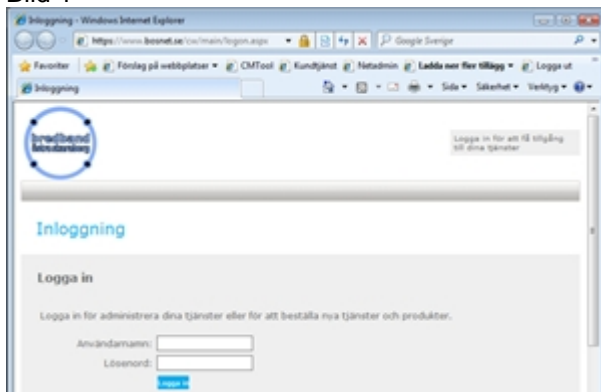 Bild 1
Inloggning - Windows Internet Explorer
https://www.bosnet.se/cw/main/logon.aspx
Google Sverige
Favoriter Förslag på webbplatser CMTool Kundtjänst Netadmin Ladda ner fler tillägg Logga ut
Inloggning
Sida Säkerhet Verktyg
bredband
Logga in för att få tillgång
till dina tjänster
Inloggning
Logga in
Logga in för administrera dina tjänster eller för att beställa nya tjänster och produkter.
Användarnamn:
Lösenord:
Logga in